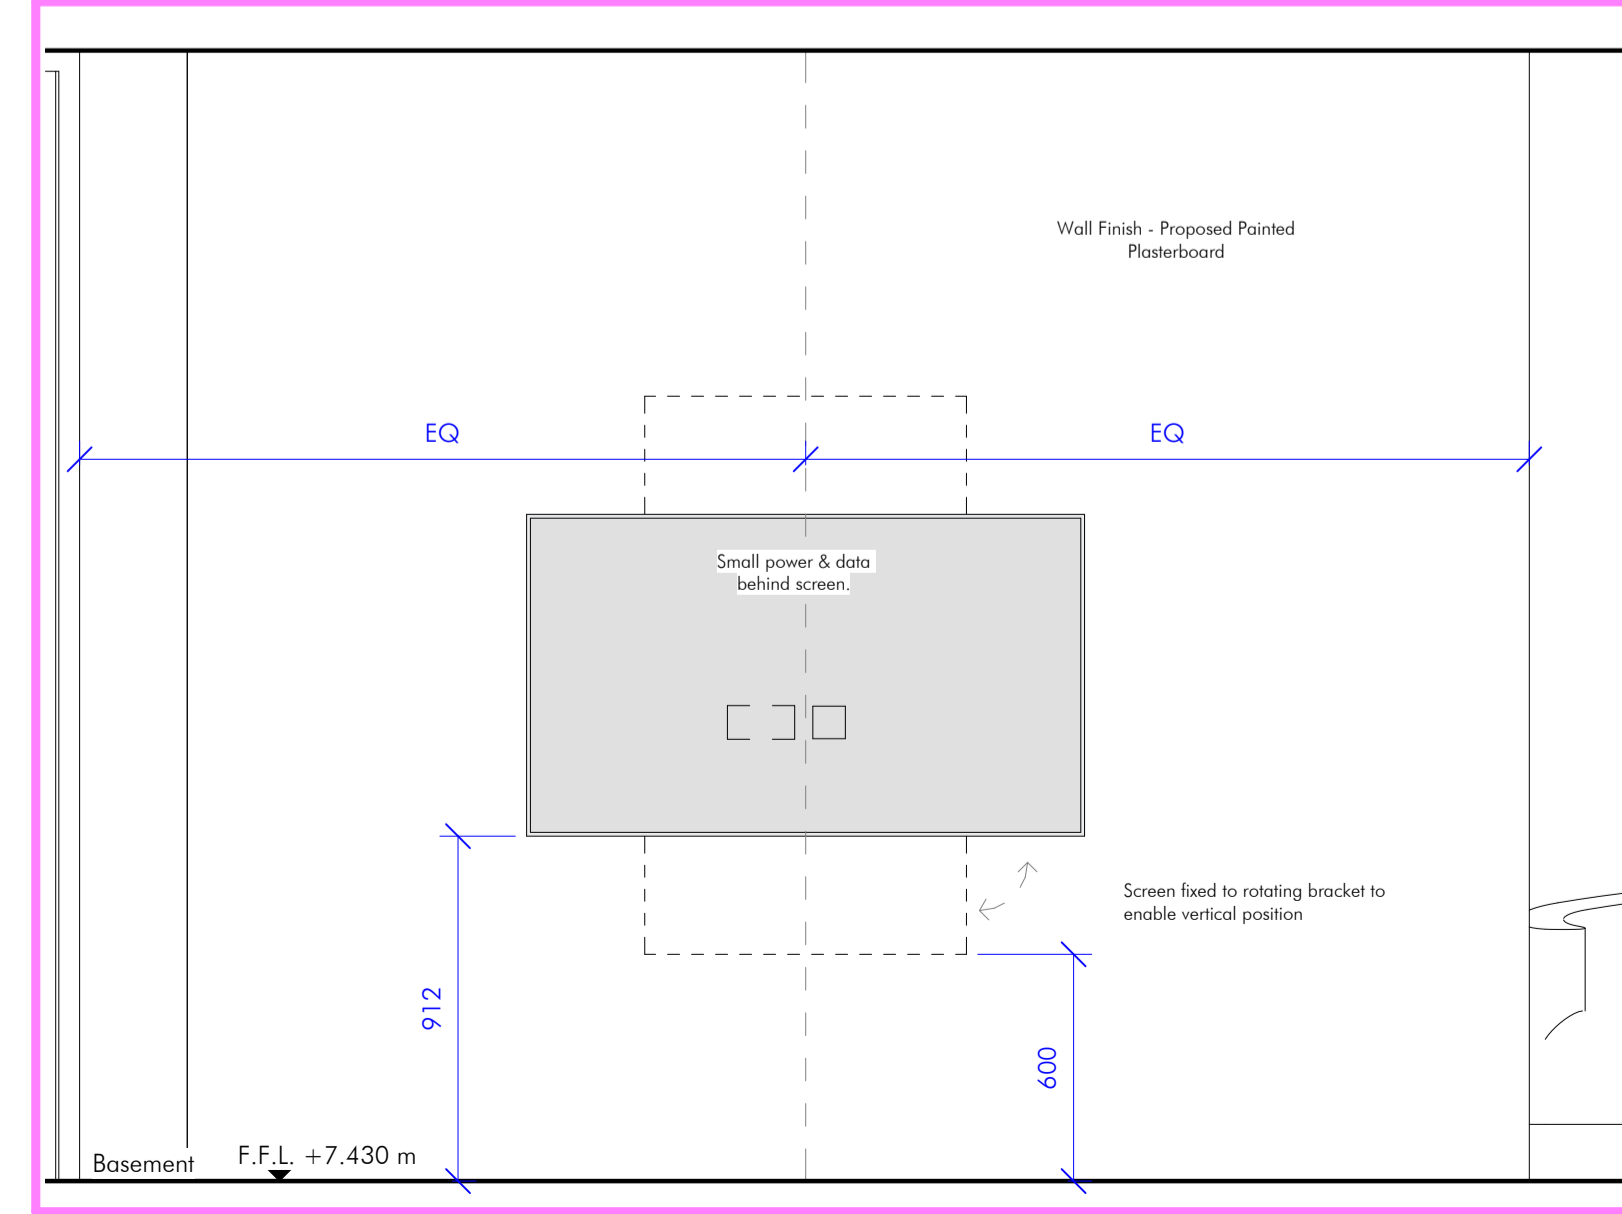 Wall Finish - Proposed Painted
Plasterboard
EQ
EQ
Small power & data
behind screen.
Screen fixed to rotating bracket to
enable vertical position
912
600
Basement
F.F.L. +7.430 m